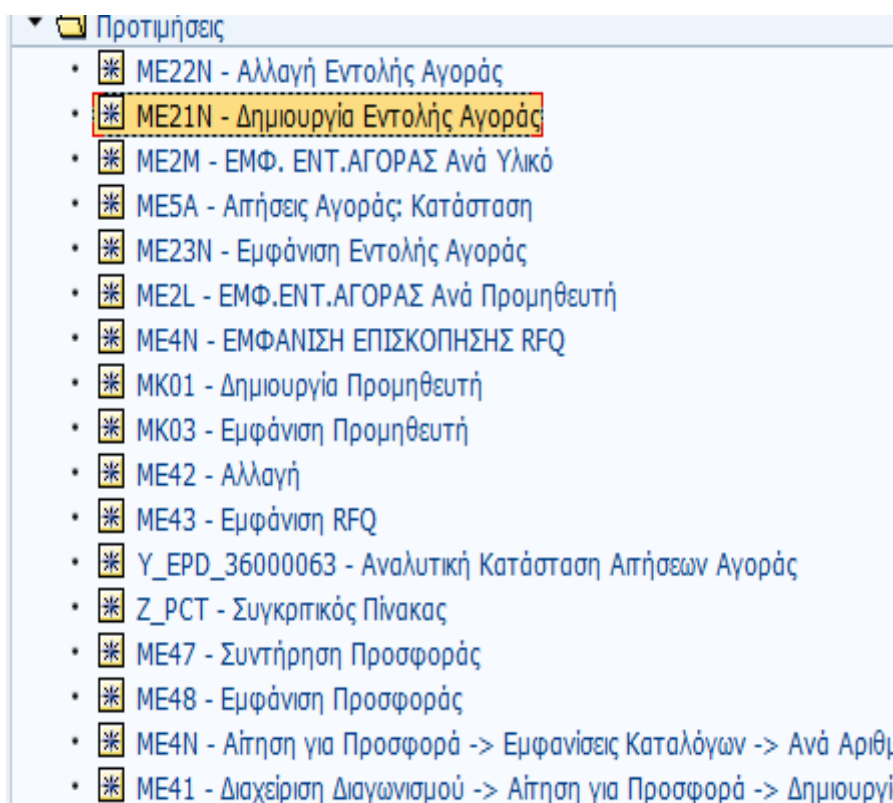 Προτιμήσεις
ME22N - Αλλαγή Εντολής Αγοράς
ME21N - Δημιουργία Εντολής Αγοράς
ME2M - ΕΜΦ. ΕΝΤ.ΑΓΟΡΑΣ Ανά Υλικό
ME5A - Αιτήσεις Αγοράς: Κατάσταση
ME23N - Εμφάνιση Εντολής Αγοράς
ME2L - ΕΜΦ.ΕΝΤ.ΑΓΟΡΑΣ Ανά Προμηθευτή
ME4N - ΕΜΦΑΝΙΣΗ ΕΠΙΣΚΟΠΗΣΗΣ RFQ
MK01 - Δημιουργία Προμηθευτή
MK03 - Εμφάνιση Προμηθευτή
ME42 - Αλλαγή
ME43 - Εμφάνιση RFQ
Y_EPD_36000063 - Αναλυτική Κατάσταση Αιτήσεων Αγοράς
Z_PCT - Συγκριτικός Πίνακας
ME47 - Συντήρηση Προσφοράς
ME48 - Εμφάνιση Προσφοράς
ME4N - Αίτηση για Προσφορά -> Εμφανίσεις Καταλόγων -> Ανά Αριθμ
ME41 - Διαχείριση Διαγωνισμού -> Αίτηση για Προσφορά -> Δημιουργί